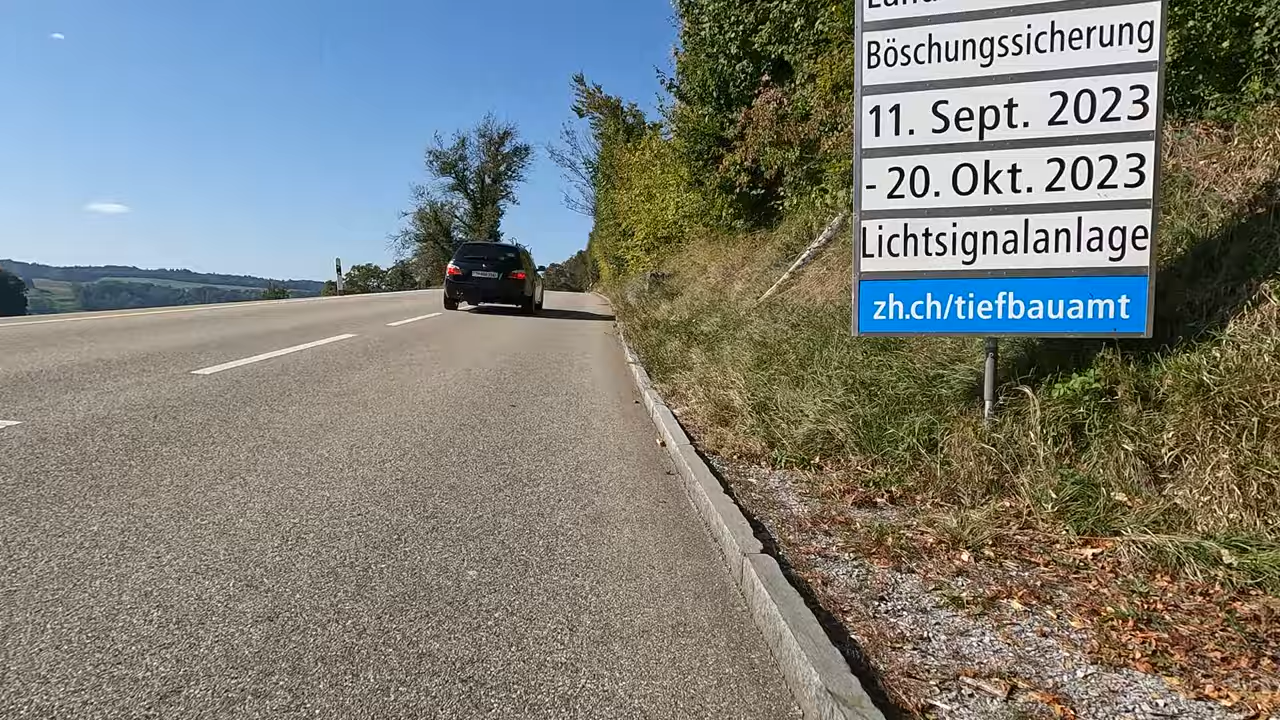 Böschungssicherung
11. Sept. 2023
- 20. Okt. 2023
Lichtsignalanlage
zh.ch/tiefbauamt